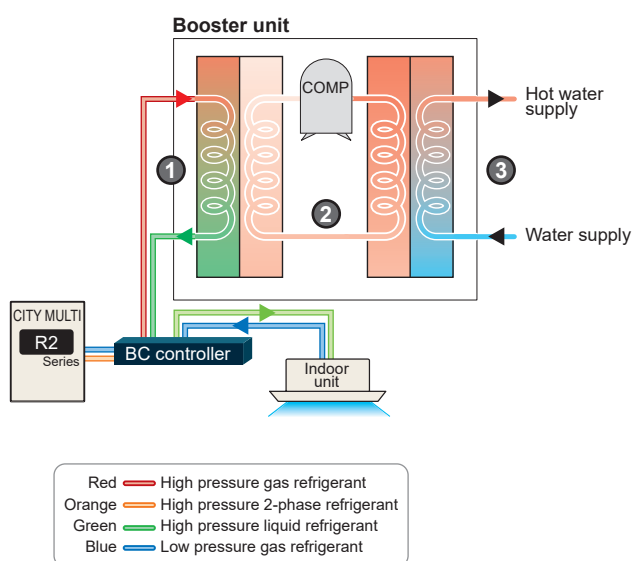 Booster unit
COMP
Hot water
supply
1
2
3
Water supply
CITY MULTI
R2
Series
BC controller
Indoor
unit
Red High pressure gas refrigerant
Orange High pressure 2-phase refrigerant
Green High pressure liquid refrigerant
Blue Low pressure gas refrigerant